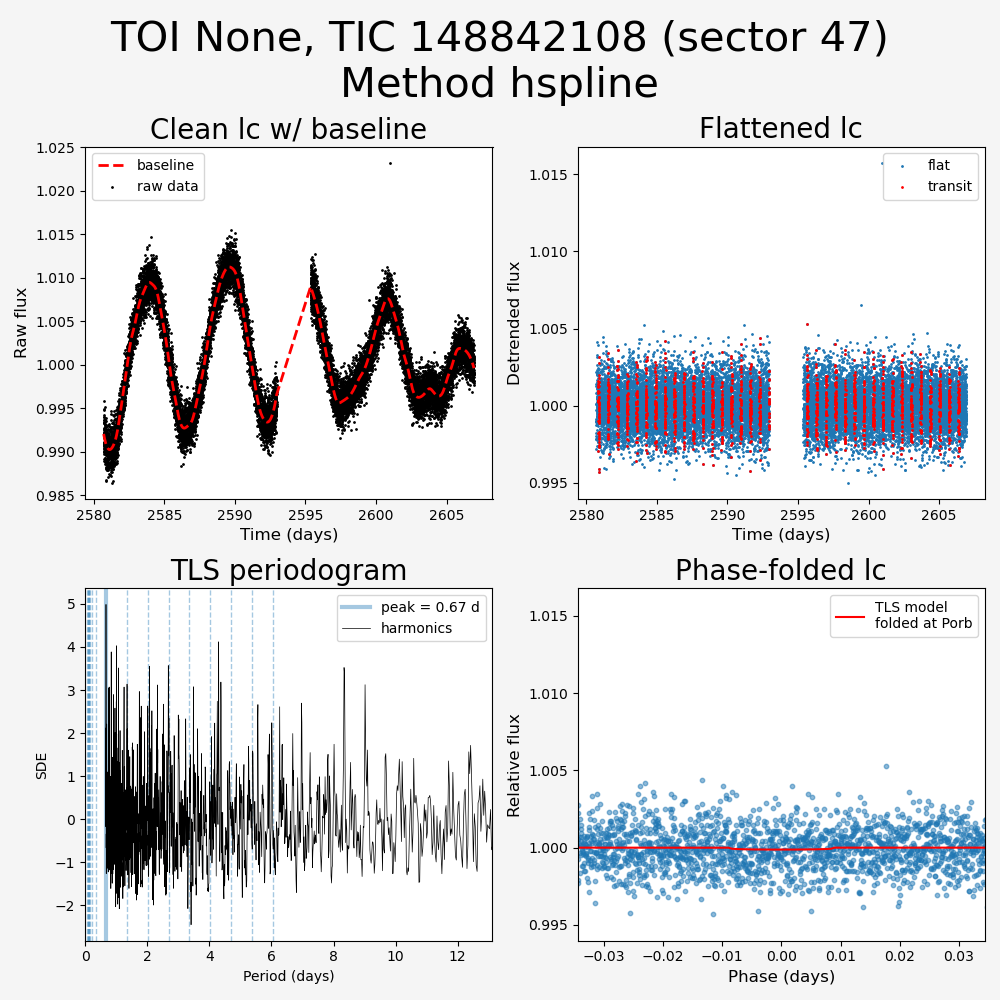 TOI None, TIC 148842108 (sector 47)
Method hspline
Clean lc w/ baseline
Flattened lc
1.025
1.020
1.015
1.010
1.005
1.000
0.995
0.990
0.985
Raw flux
baseline
raw data
2580
2585
2590
2595
2600
2605
Time (days)
1.015
1.010
1.005
1.000
0.995
Detrended flux
flat
transit
2580
2585
2590
2595
2600
2605
Time (days)
TLS periodogram
Phase-folded lc
5
4
3
2
1
0
−1
−2
SDE
peak = 0.67 d
harmonics
0
2
4
6
8
10
12
Period (days)
1.015
1.010
1.005
1.000
0.995
Relative flux
TLS model
folded at Porb
−0.03
−0.02
−0.01
0.00
0.01
0.02
0.03
Phase (days)